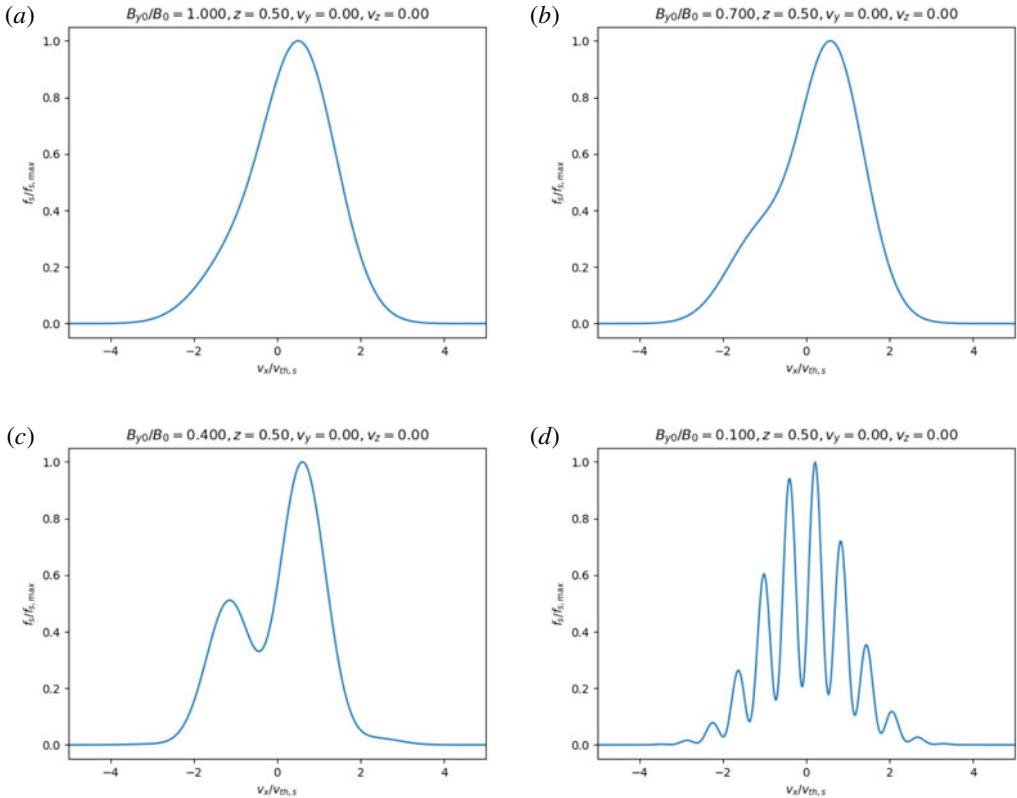 (a)
B_{y0}/B_0 = 1.000, z = 0.50, v_y = 0.00, v_z = 0.00
1.0
0.8
0.6
0.4
0.2
0.0
f_s/f_{s,max}
−4 −2 0 2 4
v_x/v_{th,s}
(b)
B_{y0}/B_0 = 0.700, z = 0.50, v_y = 0.00, v_z = 0.00
1.0
0.8
0.6
0.4
0.2
0.0
f_s/f_{s,max}
−4 −2 0 2 4
v_x/v_{th,s}
(c)
B_{y0}/B_0 = 0.400, z = 0.50, v_y = 0.00, v_z = 0.00
1.0
0.8
0.6
0.4
0.2
0.0
f_s/f_{s,max}
−4 −2 0 2 4
v_x/v_{th,s}
(d)
B_{y0}/B_0 = 0.100, z = 0.50, v_y = 0.00, v_z = 0.00
1.0
0.8
0.6
0.4
0.2
0.0
f_s/f_{s,max}
−4 −2 0 2 4
v_x/v_{th,s}